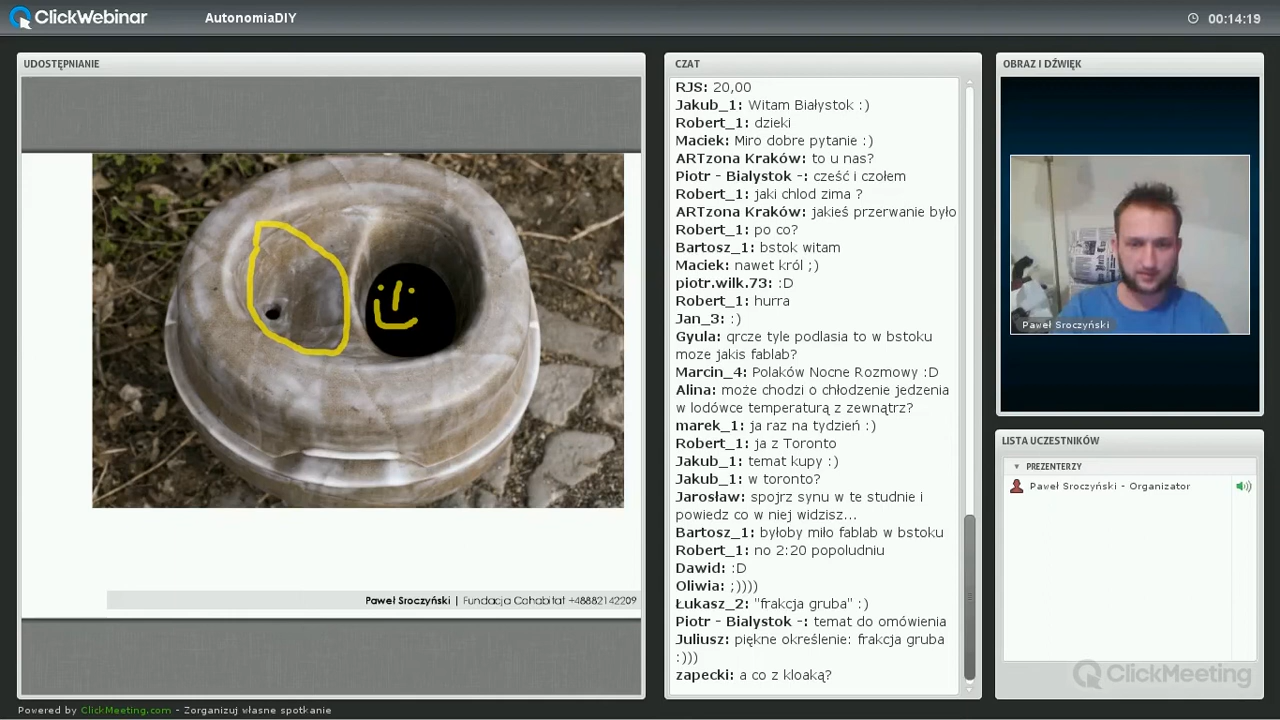 ClickWebinar
AutonomiaDIY
00:14:19
UDOSTĘPNIANIE
Paweł Sroczyński | Fundacja Cohabitat +48882142209
CZAT
RJS: 20,00
Jakub_1: Witam Białystok :)
Robert_1: dzieki
Maciek: Miro dobre pytanie :)
ARTzona Kraków: to u nas?
Piotr - Bialystok -: cześć i czołem
Robert_1: jaki chlod zima ?
ARTzona Kraków: jakieś przerwanie było
Robert_1: po co?
Bartosz_1: bstok witam
Maciek: nawet król ;)
piotr.wilk.73: :D
Robert_1: hurra
Jan_3: :)
Gyula: qrcze tyle podlasia to w bstoku
moze jakis fablab?
Marcin_4: Polaków Nocne Rozmowy :D
Alina: może chodzi o chłodzenie jedzenia
w lodówce temperaturą z zewnątrz?
marek_1: ja raz na tydzień :)
Robert_1: ja z Toronto
Jakub_1: temat kupy :)
Jakub_1: w toronto?
Jarosław: spojrz synu w te studnie i
powiedz co w niej widzisz...
Bartosz_1: byłoby miło fablab w bstoku
Robert_1: no 2:20 popoludniu
Dawid: :D
Oliwia: ;))))
Łukasz_2: "frakcja gruba" :)
Piotr - Bialystok -: temat do omówienia
Juliusz: piękne określenie: frakcja gruba
:)))
zapecki: a co z kloaką?
OBRAZ I DŹWIĘK
Paweł Sroczyński
LISTA UCZESTNIKÓW
PREZENTERZY
Paweł Sroczyński - Organizator
ClickMeeting
Powered by ClickMeeting.com - Zorganizuj własne spotkanie